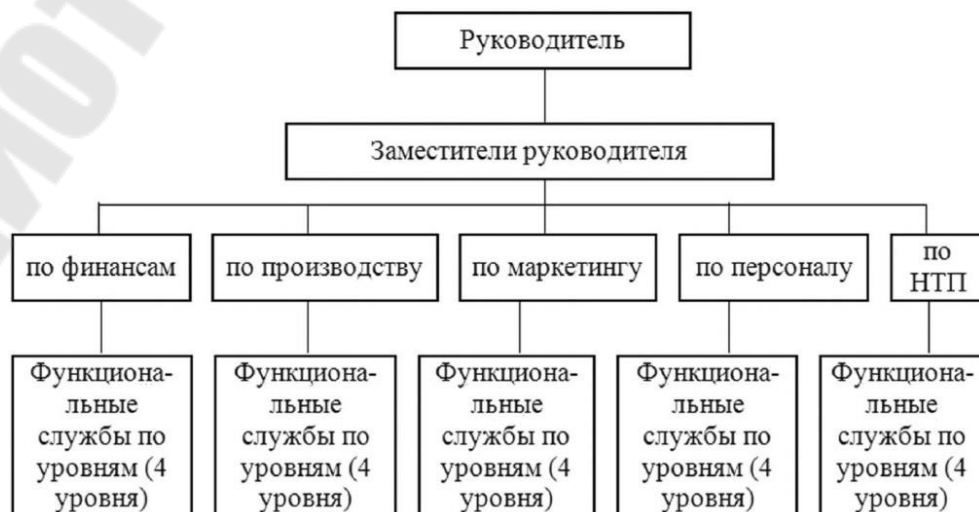 Руководитель
Заместители руководителя
по финансам
по производству
по маркетингу
по персоналу
по
НТП
Функциона-
льные
службы по
уровням (4
уровня)
Функциона-
льные
службы по
уровням (4
уровня)
Функциона-
льные
службы по
уровням (4
уровня)
Функциона-
льные
службы по
уровням (4
уровня)
Функциона-
льные
службы по
уровням (4
уровня)